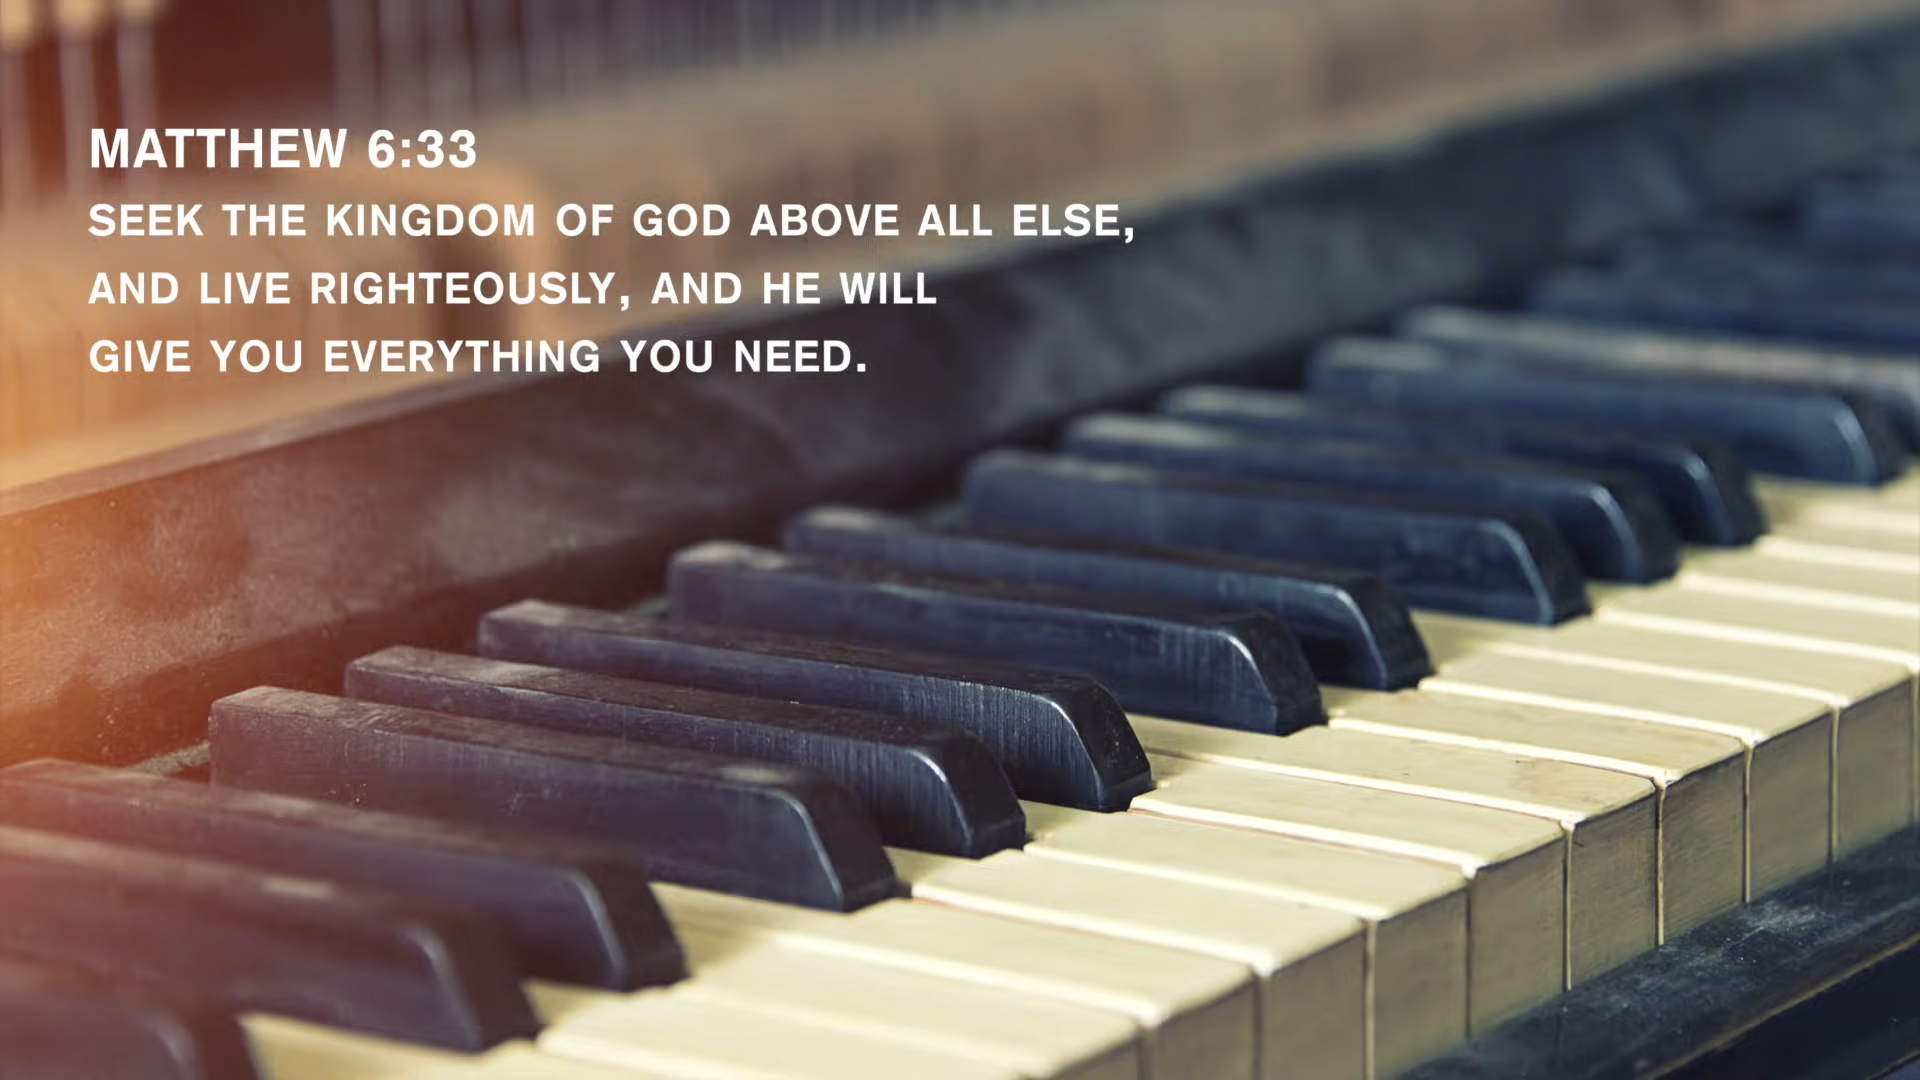 MATTHEW 6:33
SEEK THE KINGDOM OF GOD ABOVE ALL ELSE,
AND LIVE RIGHTEOUSLY, AND HE WILL
GIVE YOU EVERYTHING YOU NEED.